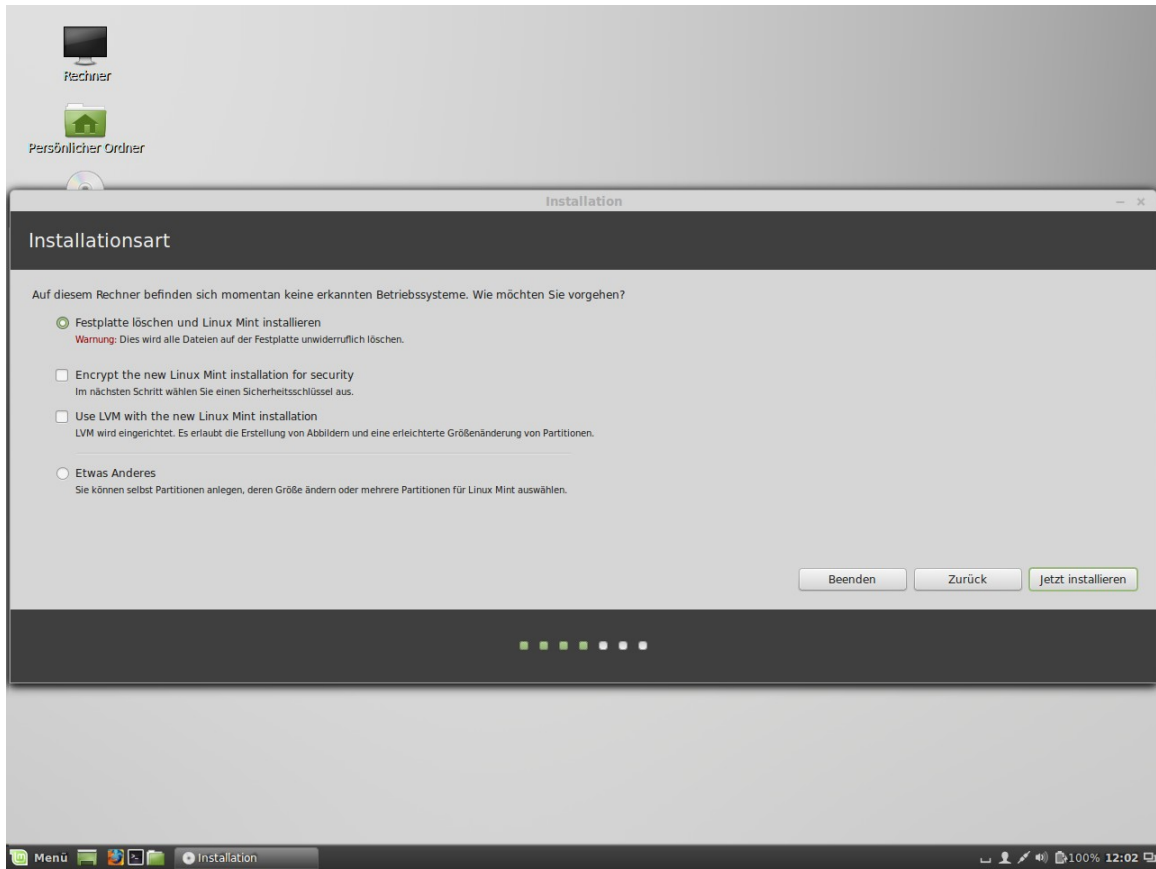 Rechner
Persönlicher Ordner
Installation
Installationsart
Auf diesem Rechner befinden sich momentan keine erkannten Betriebssysteme. Wie möchten Sie vorgehen?
Festplatte löschen und Linux Mint installieren
Warnung: Dies wird alle Dateien auf der Festplatte unwiderruflich löschen.
Encrypt the new Linux Mint installation for security
Im nächsten Schritt wählen Sie einen Sicherheitsschlüssel aus.
Use LVM with the new Linux Mint installation
LVM wird eingerichtet. Es erlaubt die Erstellung von Abbildern und eine erleichterte Größenänderung von Partitionen.
Etwas Anderes
Sie können selbst Partitionen anlegen, deren Größe ändern oder mehrere Partitionen für Linux Mint auswählen.
Beenden Zurück Jetzt installieren
Menü Installation 100% 12:02